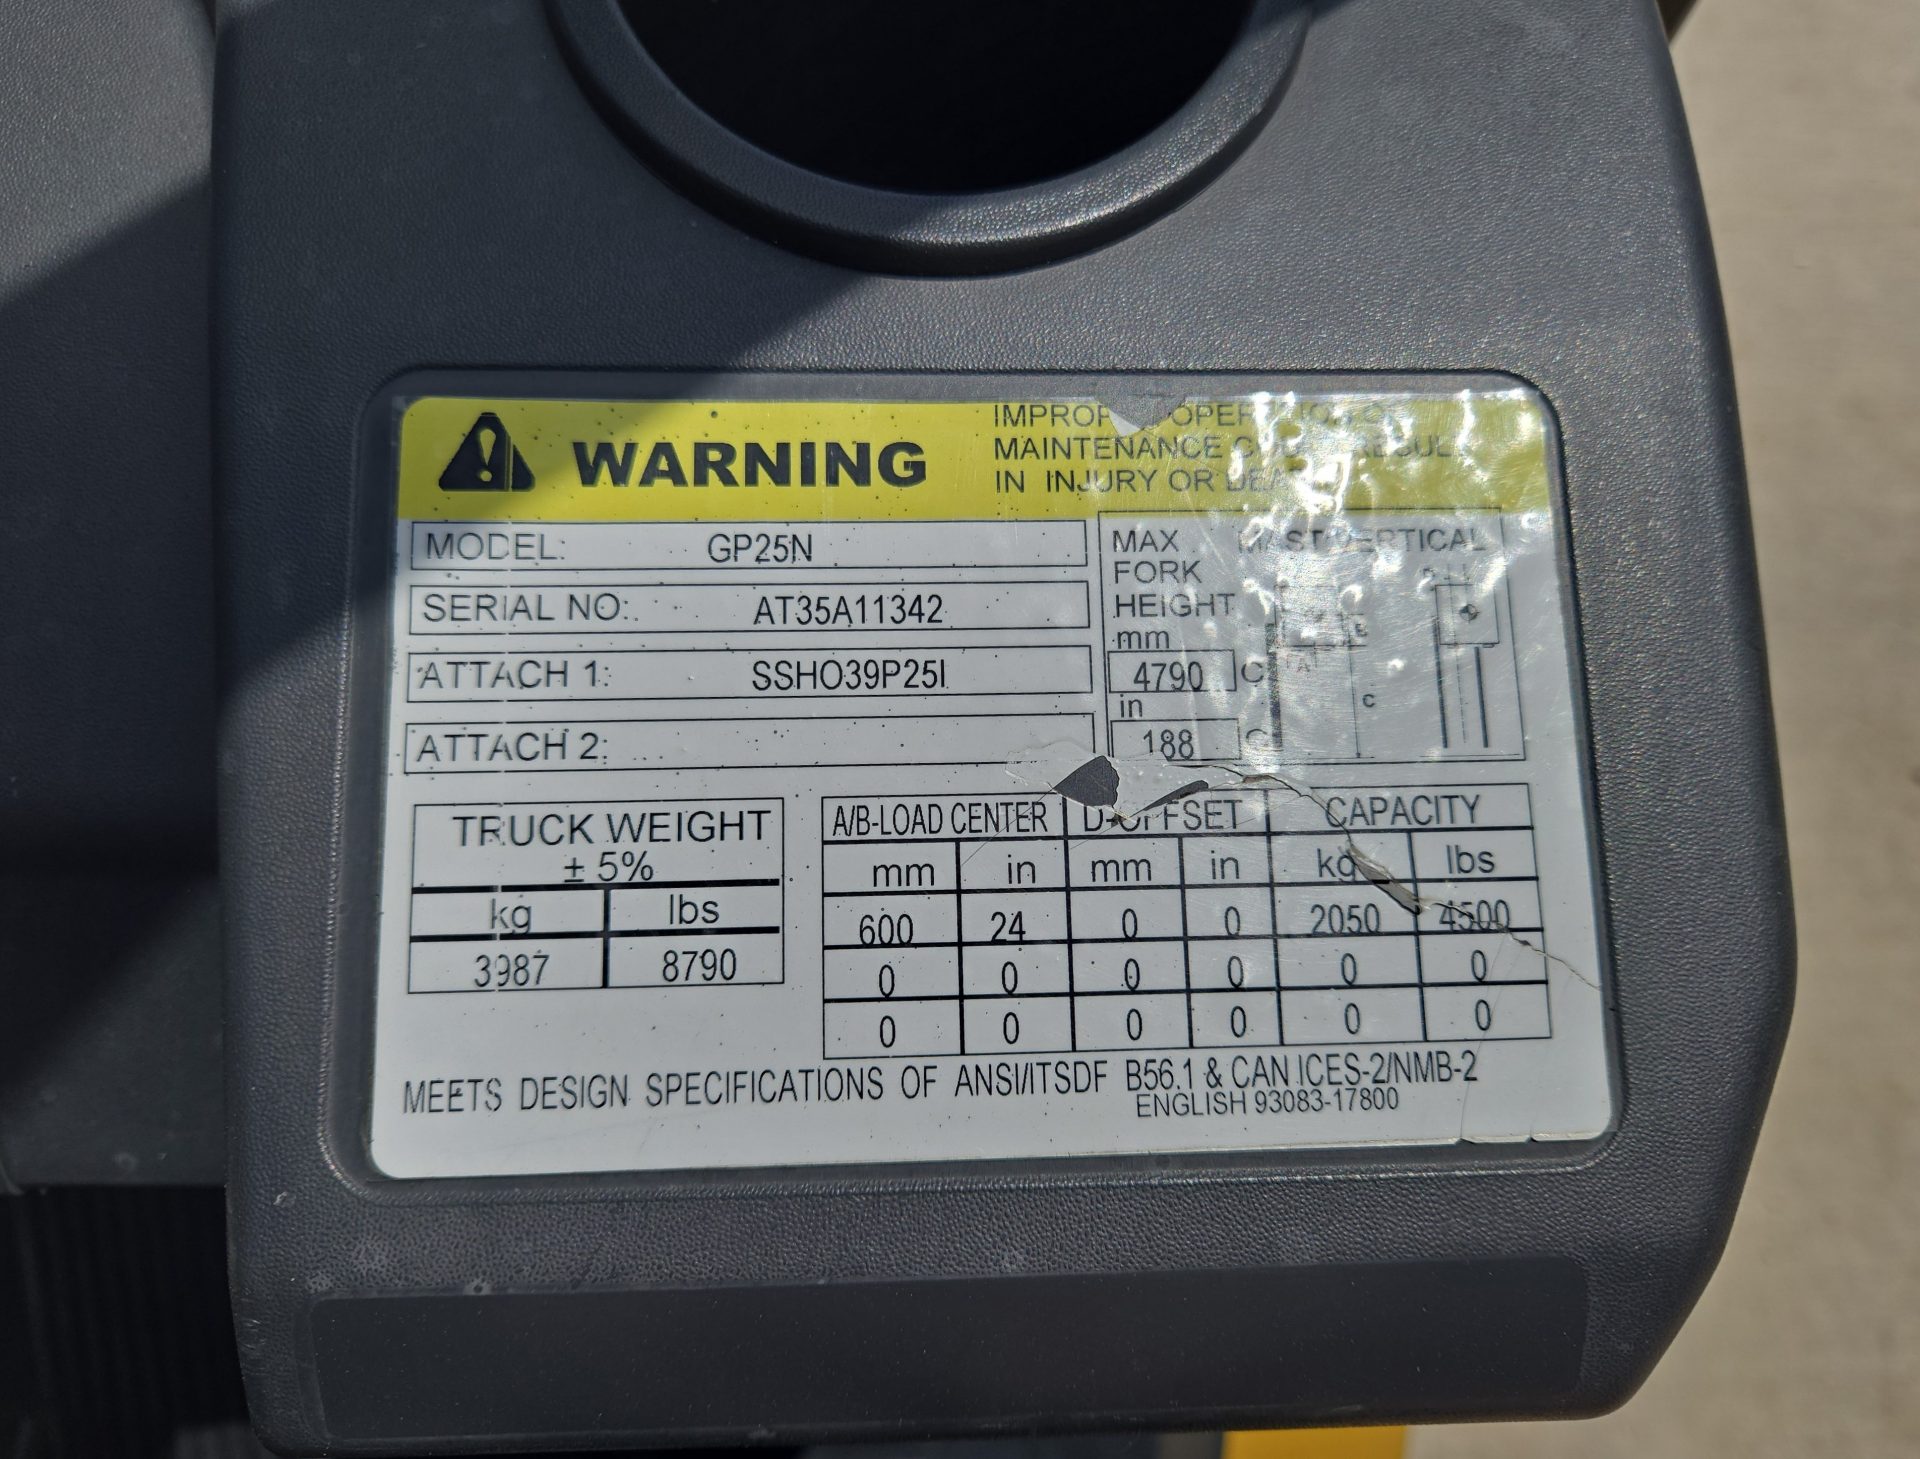 WARNING
IMPROP OPER
MAINTENANCE
IN INJURY OR
MODEL: GP25N
SERIAL NO: AT35A11342
ATTACH 1: SSHO39P25I
ATTACH 2:
MAX
FORK
HEIGHT
mm
4790 C
in
188 C
MAST VERTICAL
B
A
C
TRUCK WEIGHT
± 5%
kg lbs
3987 8790
A/B-LOAD CENTER D-OFFSET CAPACITY
mm in mm in kg lbs
600 24 0 0 2050 4500
0 0 0 0 0 0
0 0 0 0 0 0
MEETS DESIGN SPECIFICATIONS OF ANSI/ITSDF B56.1 & CAN ICES-2/NMB-2
ENGLISH 93083-17800